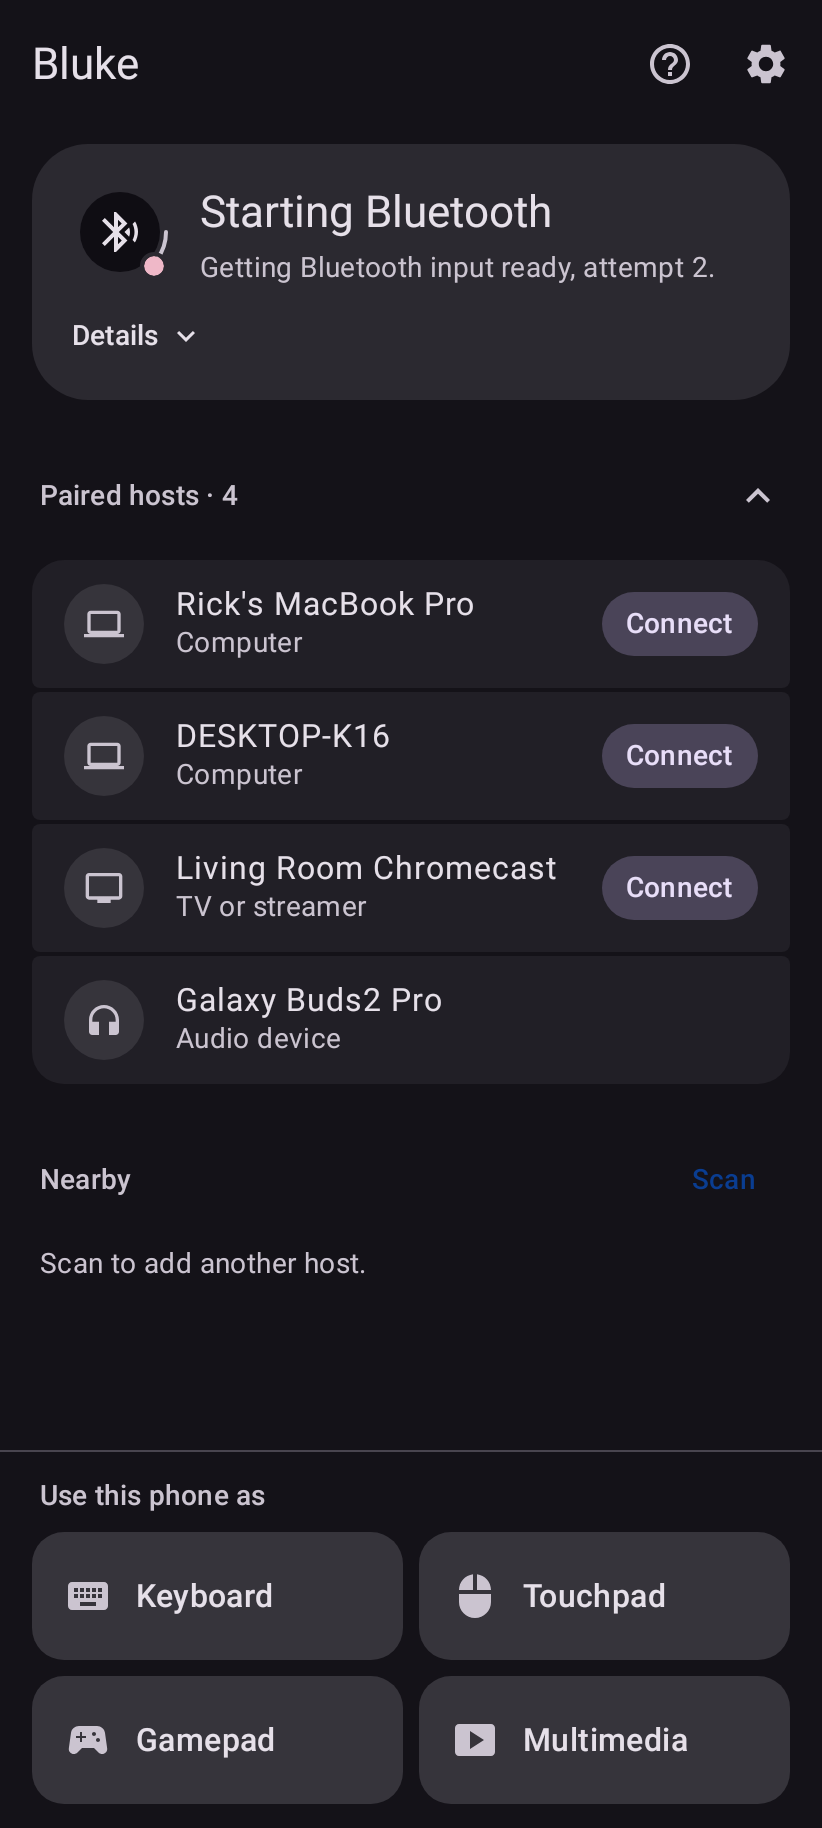 Bluke
Starting Bluetooth
Getting Bluetooth input ready, attempt 2.
Details
Paired hosts · 4
Rick's MacBook Pro
Computer
Connect
DESKTOP-K16
Computer
Connect
Living Room Chromecast
TV or streamer
Connect
Galaxy Buds2 Pro
Audio device
Nearby
Scan
Scan to add another host.
Use this phone as
Keyboard
Touchpad
Gamepad
Multimedia